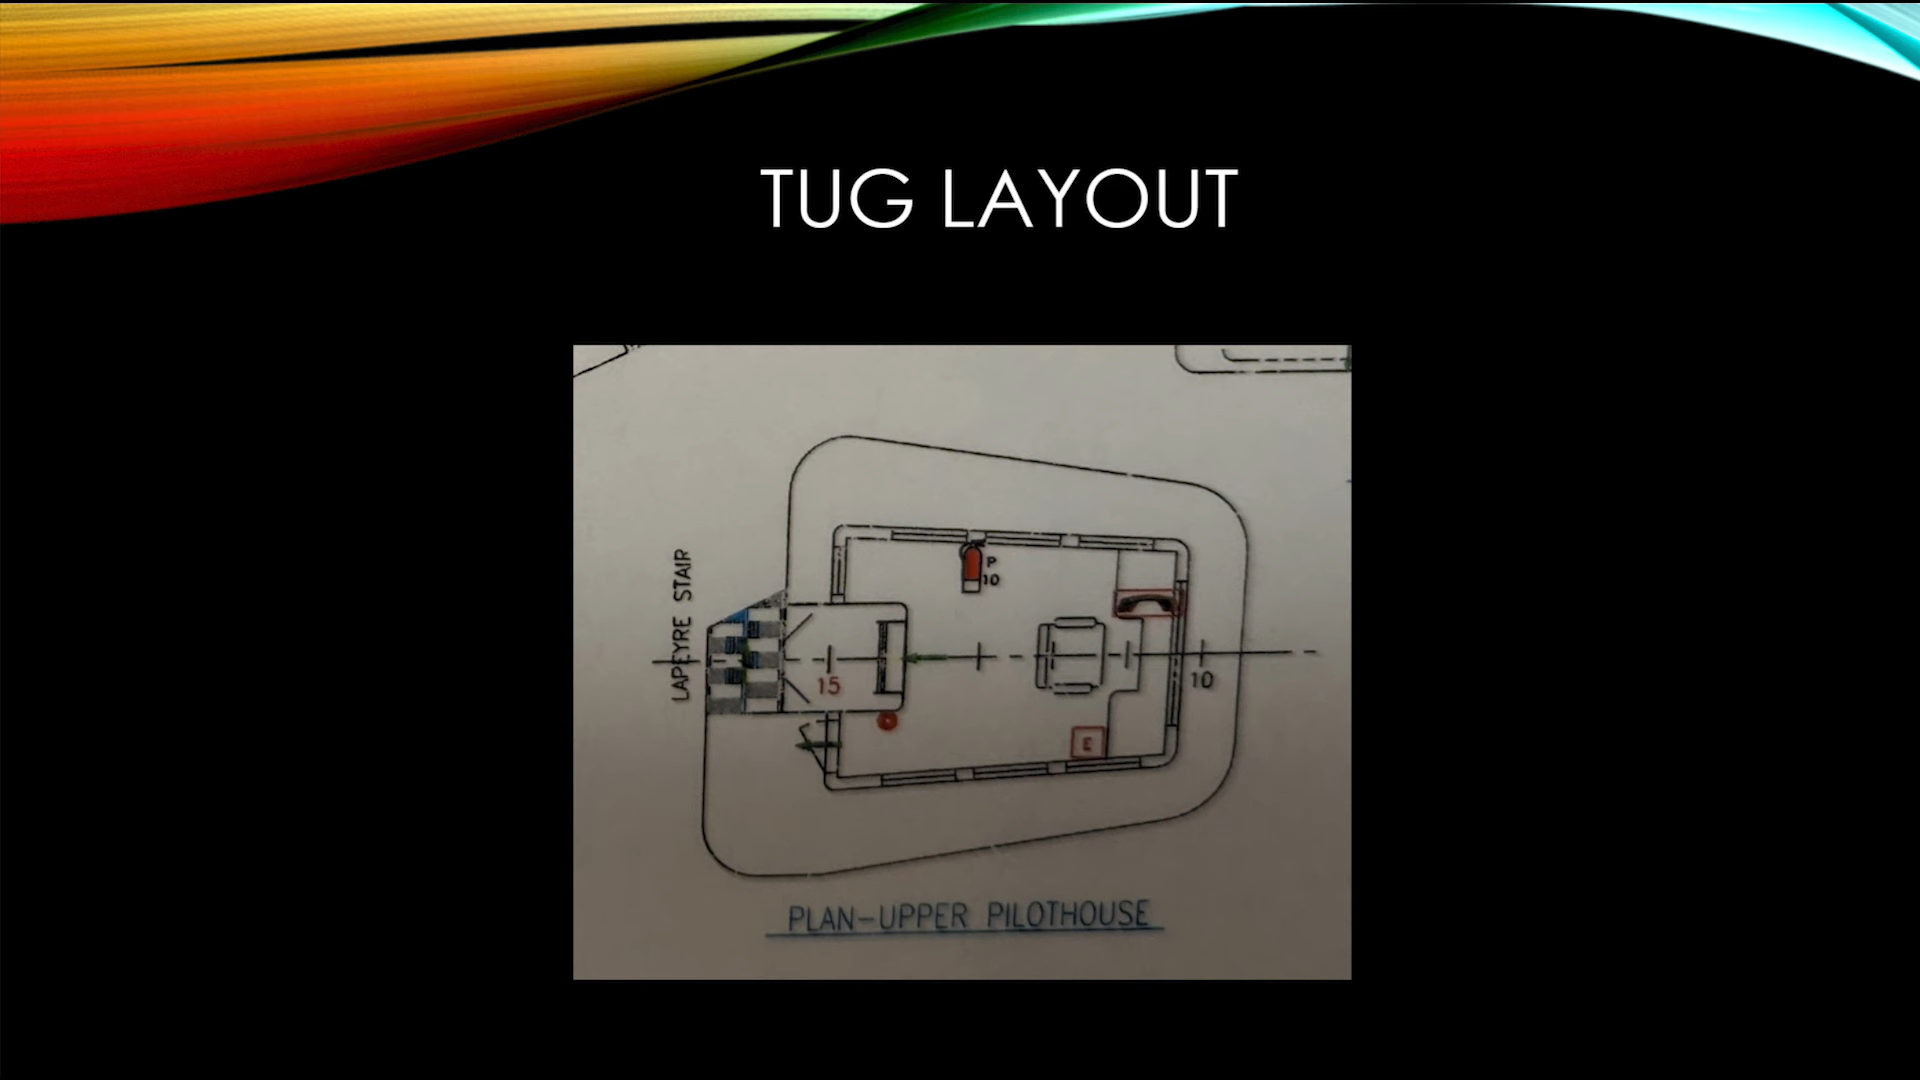 TUG LAYOUT
LAPEYRE STAIR
P
10
15
10
E
PLAN-UPPER PILOTHOUSE